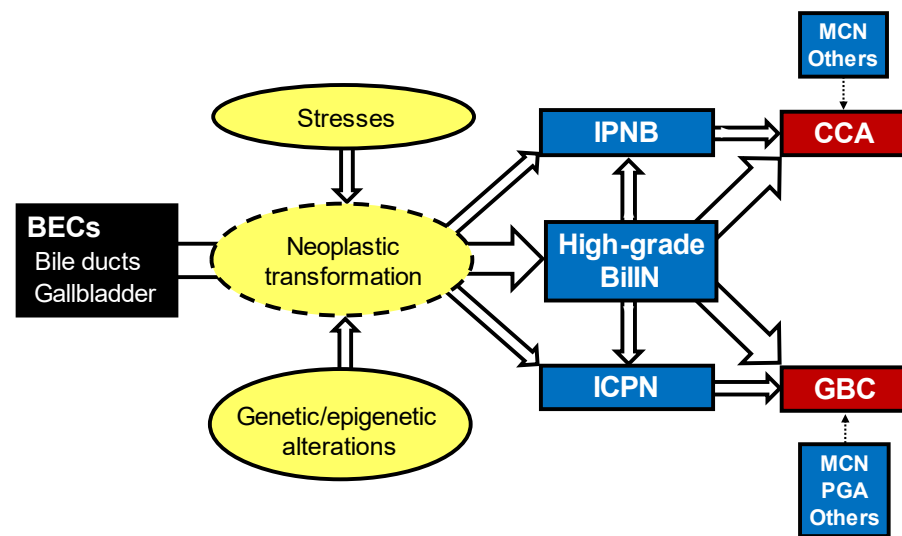 MCN
Others
Stresses
IPNB
CCA
BECs
Bile ducts
Gallbladder
Neoplastic
transformation
High-grade
BilIN
ICPN
GBC
Genetic/epigenetic
alterations
MCN
PGA
Others